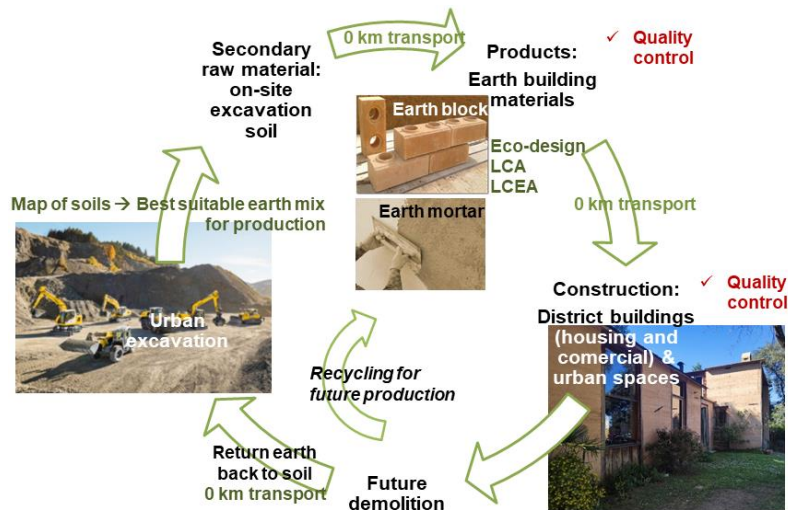 Secondary
raw material:
on-site
excavation
soil
0 km transport
Products:
Earth building
materials
✓ Quality
control
Earth block
Eco-design
LCA
LCEA
Earth mortar
0 km transport
Map of soils → Best suitable earth mix
for production
Urban
excavation
Construction:
District buildings
(housing and
comercial) &
urban spaces
✓ Quality
control
Recycling for
future production
Return earth
back to soil
0 km transport
Future
demolition